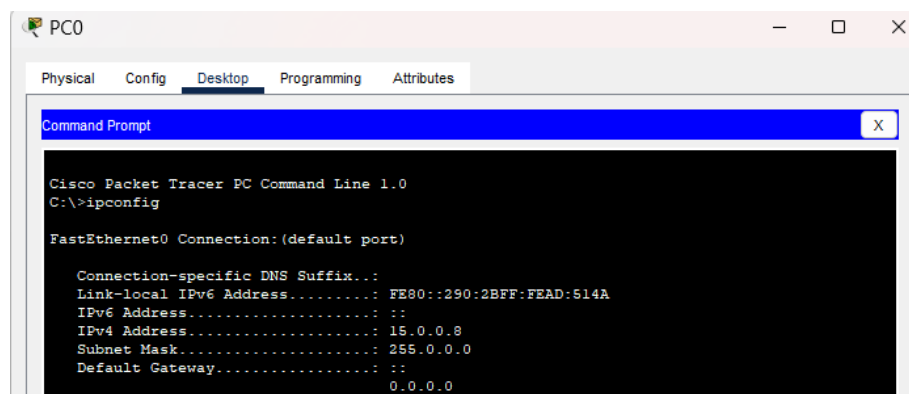 PC0
Physical Config Desktop Programming Attributes
Command Prompt X
Cisco Packet Tracer PC Command Line 1.0
C:\>ipconfig
FastEthernet0 Connection:(default port)
Connection-specific DNS Suffix..:
Link-local IPv6 Address.........: FE80::290:2BFF:FEAD:514A
IPv6 Address....................: ::
IPv4 Address....................: 15.0.0.8
Subnet Mask.....................: 255.0.0.0
Default Gateway.................: ::
0.0.0.0